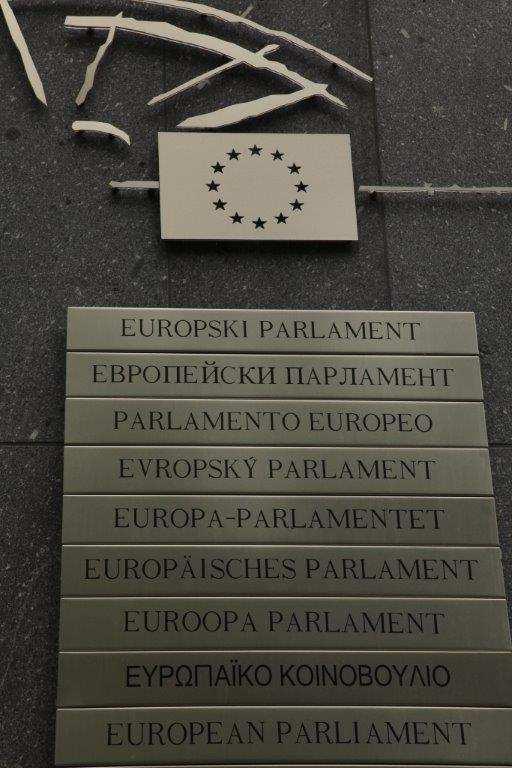 EUROPSKI PARLAMENT
ЕВРОПЕЙСКИ ПАРЛАМЕНТ
PARLAMENTO EUROPEO
EVROPSKÝ PARLAMENT
EUROPA-PARLAMENTET
EUROPÄISCHES PARLAMENT
EUROOPA PARLAMENT
ΕΥΡΩΠΑΪΚΟ ΚΟΙΝΟΒΟΥΛΙΟ
EUROPEAN PARLIAMENT